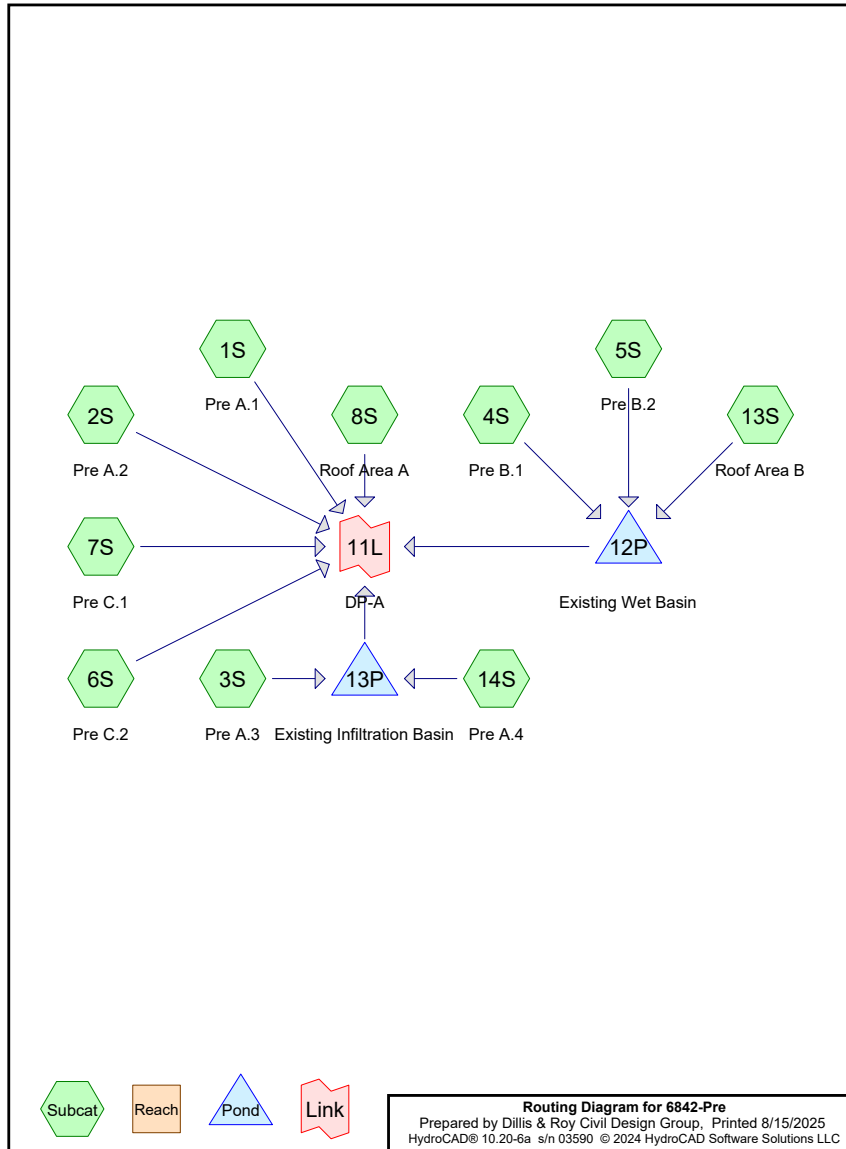 1S
Pre A.1
5S
Pre B.2
2S
Pre A.2
8S
Roof Area A
4S
Pre B.1
13S
Roof Area B
7S
Pre C.1
11L
DP-A
12P
Existing Wet Basin
6S
Pre C.2
3S
Pre A.3
13P
Existing Infiltration Basin
14S
Pre A.4
Subcat
Reach
Pond
Link
Routing Diagram for 6842-Pre
Prepared by Dillis & Roy Civil Design Group, Printed 8/15/2025
HydroCAD® 10.20-6a s/n 03590 © 2024 HydroCAD Software Solutions LLC